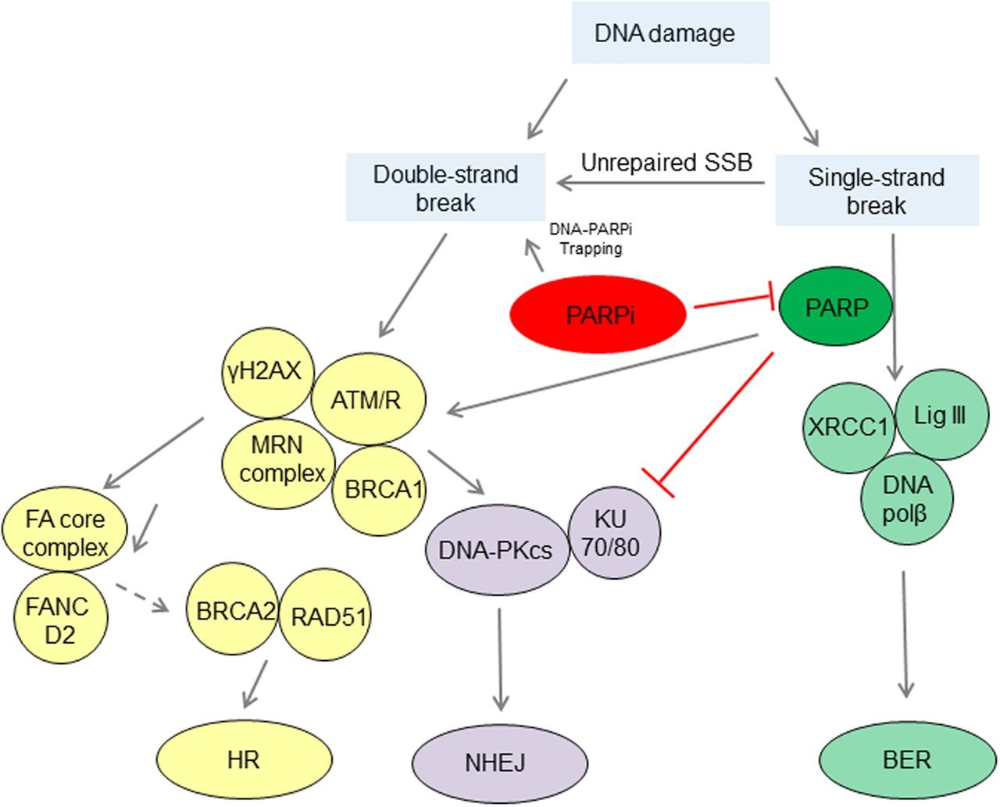 DNA damage
Unrepaired SSB
Double-strand
break
Single-strand
break
DNA-PARPi
Trapping
PARPi
PARP
γH2AX
ATM/R
MRN
complex
BRCA1
XRCC1
Lig III
DNA
polβ
FA core
complex
FANC
D2
BRCA2
RAD51
DNA-PKcs
KU
70/80
HR
NHEJ
BER